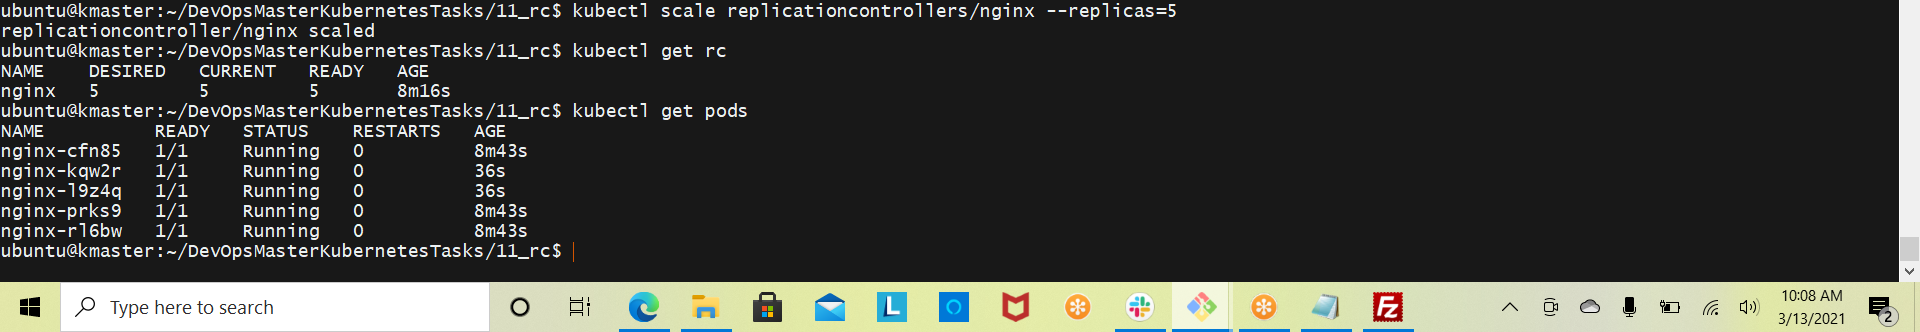 ubuntu@kmaster:~/DevOpsMasterKubernetesTasks/11_rc$ kubectl scale replicationcontrollers/nginx --replicas=5
replicationcontroller/nginx scaled
ubuntu@kmaster:~/DevOpsMasterKubernetesTasks/11_rc$ kubectl get rc
NAME    DESIRED   CURRENT   READY   AGE
nginx   5         5         5       8m16s
ubuntu@kmaster:~/DevOpsMasterKubernetesTasks/11_rc$ kubectl get pods
NAME          READY   STATUS    RESTARTS   AGE
nginx-cfn85   1/1     Running   0          8m43s
nginx-kqw2r   1/1     Running   0          36s
nginx-l9z4q   1/1     Running   0          36s
nginx-prks9   1/1     Running   0          8m43s
nginx-rl6bw   1/1     Running   0          8m43s
ubuntu@kmaster:~/DevOpsMasterKubernetesTasks/11_rc$
Type here to search
L
Fz
10:08 AM
3/13/2021
2